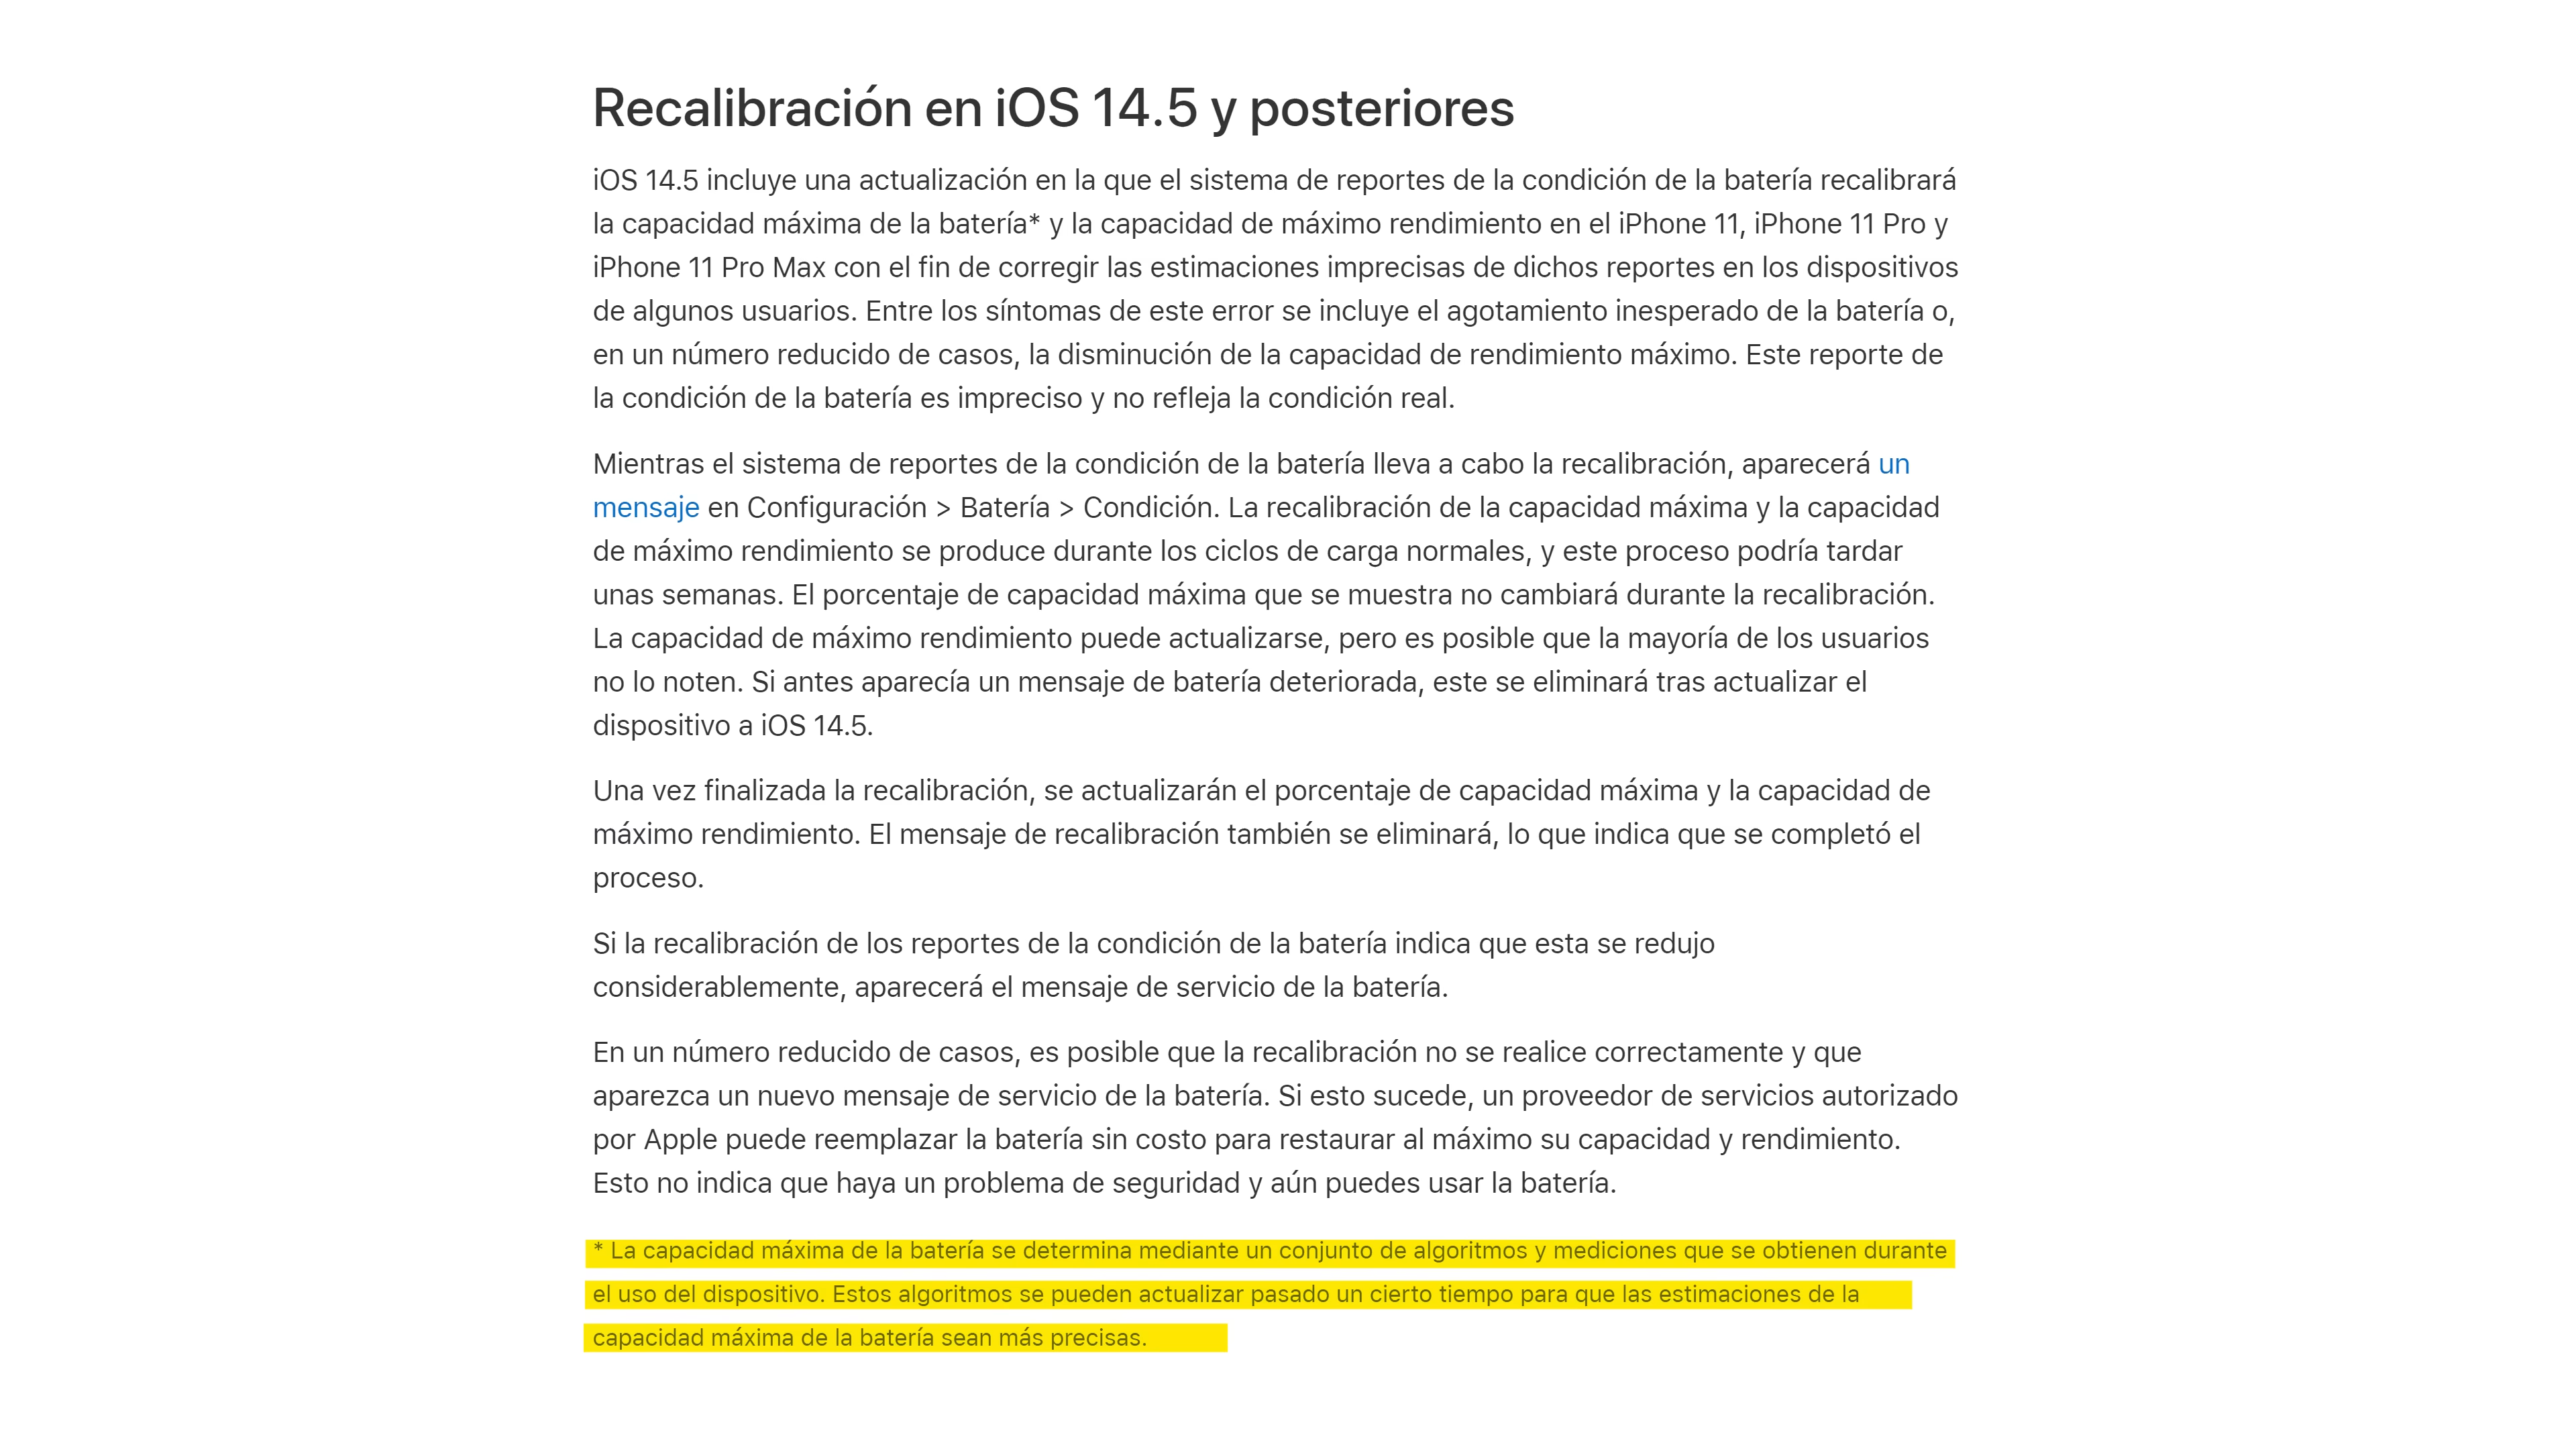 Recalibración en iOS 14.5 y posteriores
iOS 14.5 incluye una actualización en la que el sistema de reportes de la condición de la batería recalibrará
la capacidad máxima de la batería* y la capacidad de máximo rendimiento en el iPhone 11, iPhone 11 Pro y
iPhone 11 Pro Max con el fin de corregir las estimaciones imprecisas de dichos reportes en los dispositivos
de algunos usuarios. Entre los síntomas de este error se incluye el agotamiento inesperado de la batería o,
en un número reducido de casos, la disminución de la capacidad de rendimiento máximo. Este reporte de
la condición de la batería es impreciso y no refleja la condición real.
Mientras el sistema de reportes de la condición de la batería lleva a cabo la recalibración, aparecerá un
mensaje en Configuración > Batería > Condición. La recalibración de la capacidad máxima y la capacidad
de máximo rendimiento se produce durante los ciclos de carga normales, y este proceso podría tardar
unas semanas. El porcentaje de capacidad máxima que se muestra no cambiará durante la recalibración.
La capacidad de máximo rendimiento puede actualizarse, pero es posible que la mayoría de los usuarios
no lo noten. Si antes aparecía un mensaje de batería deteriorada, este se eliminará tras actualizar el
dispositivo a iOS 14.5.
Una vez finalizada la recalibración, se actualizarán el porcentaje de capacidad máxima y la capacidad de
máximo rendimiento. El mensaje de recalibración también se eliminará, lo que indica que se completó el
proceso.
Si la recalibración de los reportes de la condición de la batería indica que esta se redujo
considerablemente, aparecerá el mensaje de servicio de la batería.
En un número reducido de casos, es posible que la recalibración no se realice correctamente y que
aparezca un nuevo mensaje de servicio de la batería. Si esto sucede, un proveedor de servicios autorizado
por Apple puede reemplazar la batería sin costo para restaurar al máximo su capacidad y rendimiento.
Esto no indica que haya un problema de seguridad y aún puedes usar la batería.
* La capacidad máxima de la batería se determina mediante un conjunto de algoritmos y mediciones que se obtienen durante
el uso del dispositivo. Estos algoritmos se pueden actualizar pasado un cierto tiempo para que las estimaciones de la
capacidad máxima de la batería sean más precisas.